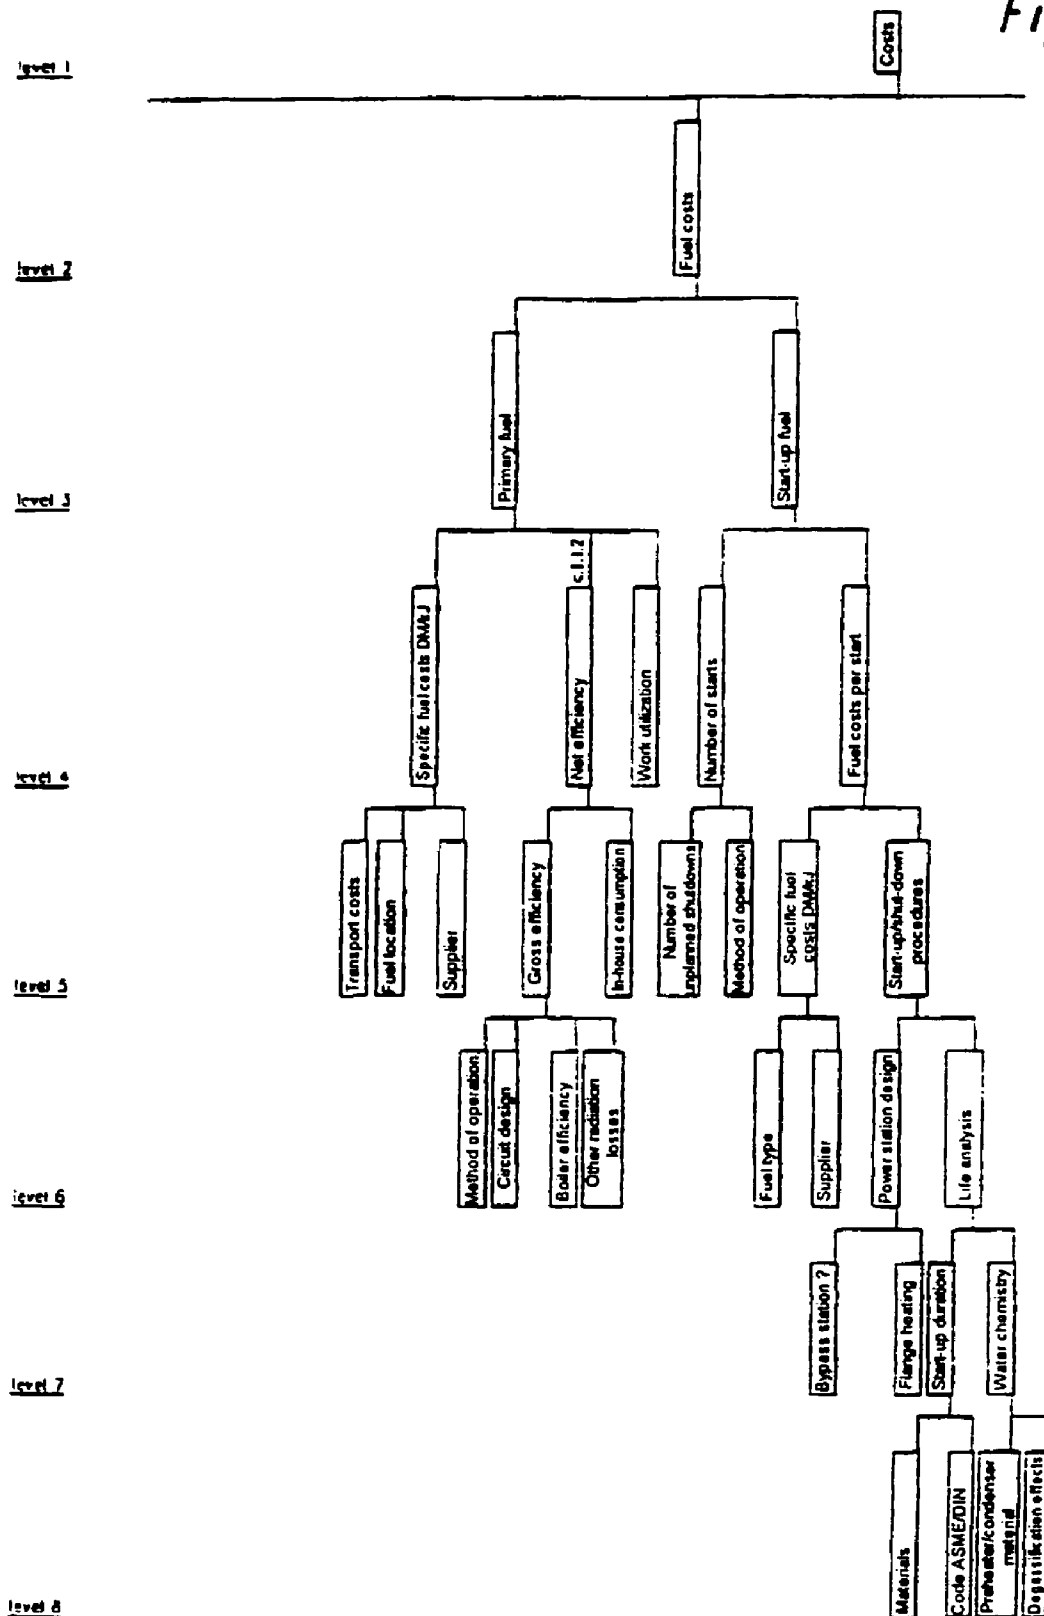 level 1
Costs
Fuel costs
level 2
Primary fuel
Start-up fuel
level 3
Specific fuel costs DM/kJ
Net efficiency
c.1.1.2
Work utilization
Number of starts
Fuel costs per start
level 4
Transport costs
Fuel location
Supplier
Gross efficiency
In-house consumption
Number of
unplanned shutdowns
Method of operation
Specific fuel
costs DM/kJ
Start-up/shut-down
procedures
level 5
Method of operation
Circuit design
Boiler efficiency
Other radiation
losses
Fuel type
Supplier
Power station design
Life analysis
level 6
Bypass station ?
Flange heating
Start-up duration
Water chemistry
level 7
Materials
Code ASME/DIN
Preheater/condenser
material
Degassification effects
level 8